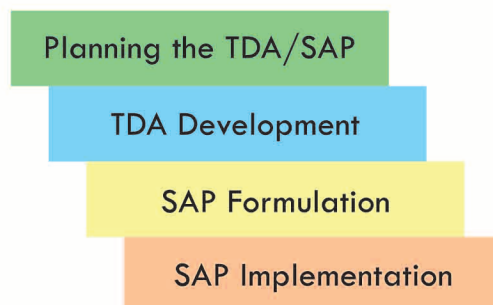 Planning the TDA/SAP
TDA Development
SAP Formulation
SAP Implementation